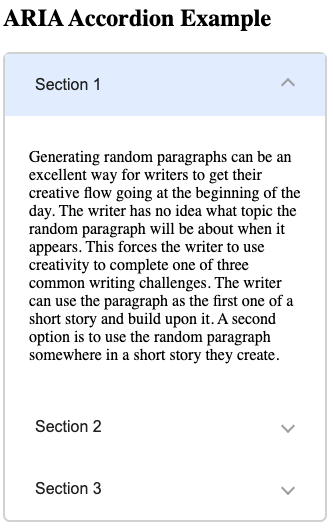 ARIA Accordion Example
Section 1
Generating random paragraphs can be an
excellent way for writers to get their
creative flow going at the beginning of the
day. The writer has no idea what topic the
random paragraph will be about when it
appears. This forces the writer to use
creativity to complete one of three
common writing challenges. The writer
can use the paragraph as the first one of a
short story and build upon it. A second
option is to use the random paragraph
somewhere in a short story they create.
Section 2
Section 3